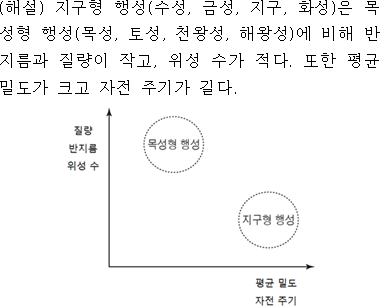 (해설) 지구형 행성(수성, 금성, 지구, 화성)은 목
성형 행성(목성, 토성, 천왕성, 해왕성)에 비해 반
지름과 질량이 작고, 위성 수가 적다. 또한 평균
밀도가 크고 자전 주기가 길다.
질량
반지름
위성 수
목성형 행성
지구형 행성
평균 밀도
자전 주기